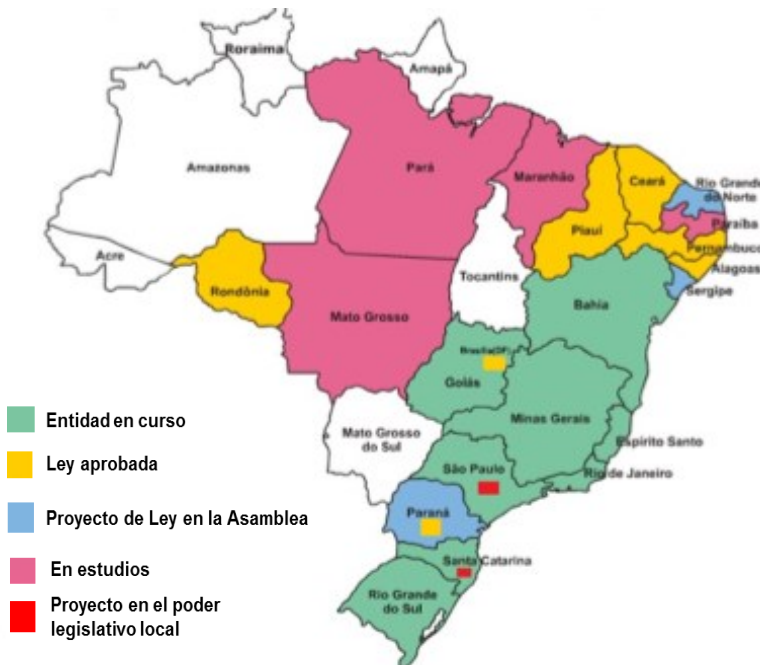 Roraima
Amapá
Amazonas
Pará
Maranhão
Ceará
Rio Grande
do Norte
Paraíba
Piauí
Pernambuco
Alagoas
Sergipe
Acre
Rondônia
Tocantins
Bahia
Mato Grosso
Brasília(DF)
Goiás
Minas Gerais
Mato Grosso
do Sul
Espírito Santo
São Paulo
Rio de Janeiro
Paraná
Santa Catarina
Rio Grande
do Sul
Entidad en curso
Ley aprobada
Proyecto de Ley en la Asamblea
En estudios
Proyecto en el poder
legislativo local